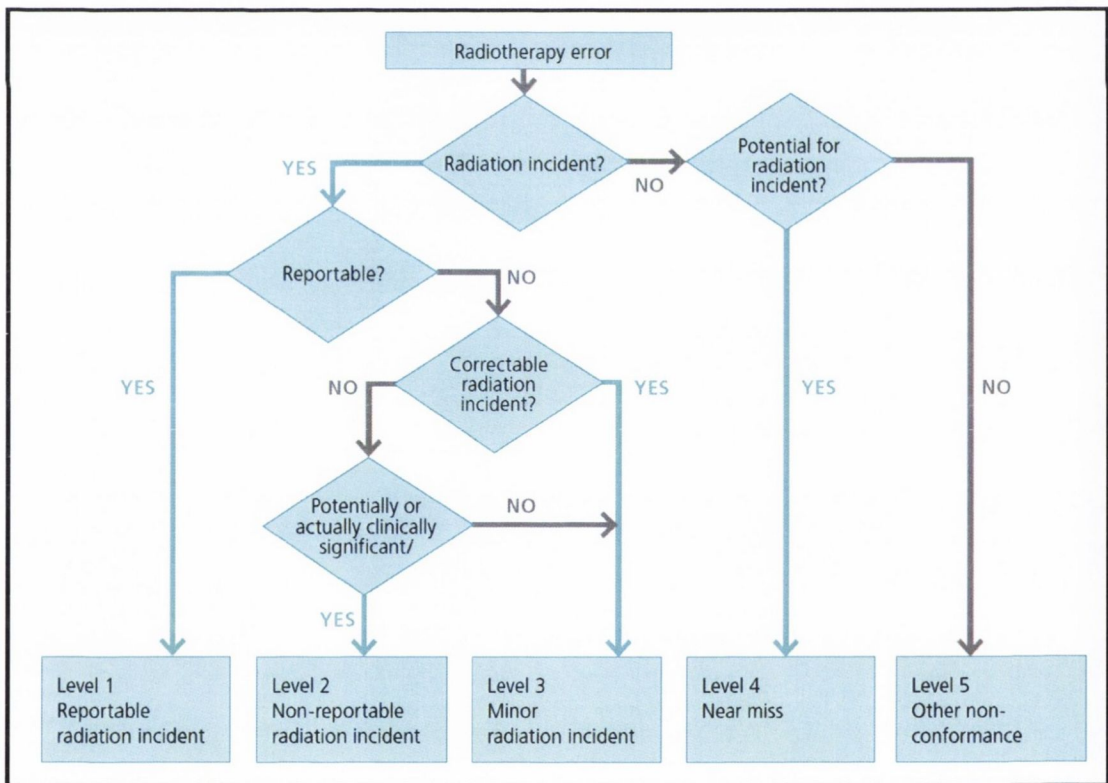 Radiotherapy error
Radiation incident?
YES
NO
Potential for
radiation
incident?
Reportable?
NO
YES
Correctable
radiation
incident?
NO
YES
YES
NO
Potentially or
actually clinically
significant/
NO
YES
Level 1
Reportable
radiation incident
Level 2
Non-reportable
radiation incident
Level 3
Minor
radiation incident
Level 4
Near miss
Level 5
Other non-
conformance